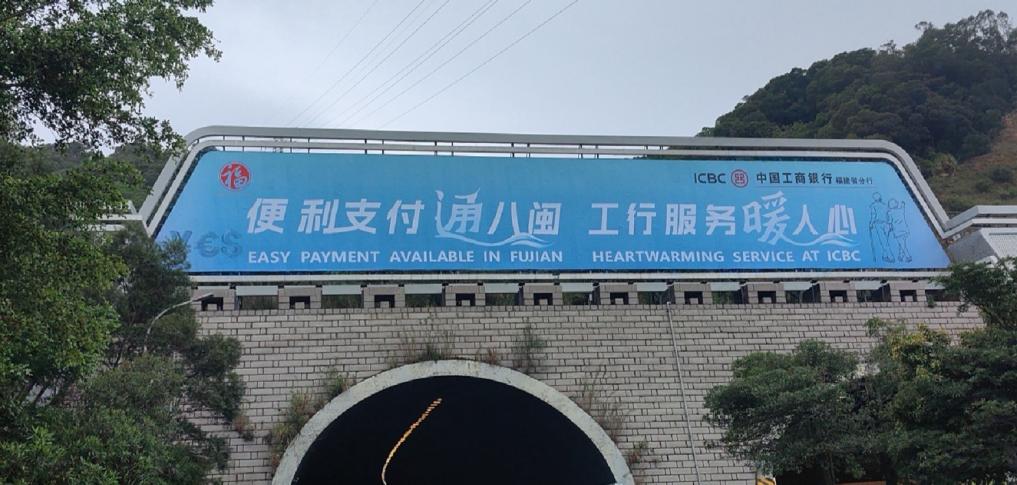 福
ICBC 中国工商银行 福建省分行
便利支付通八闽 工行服务暖人心
¥€$
EASY PAYMENT AVAILABLE IN FUJIAN HEARTWARMING SERVICE AT ICBC